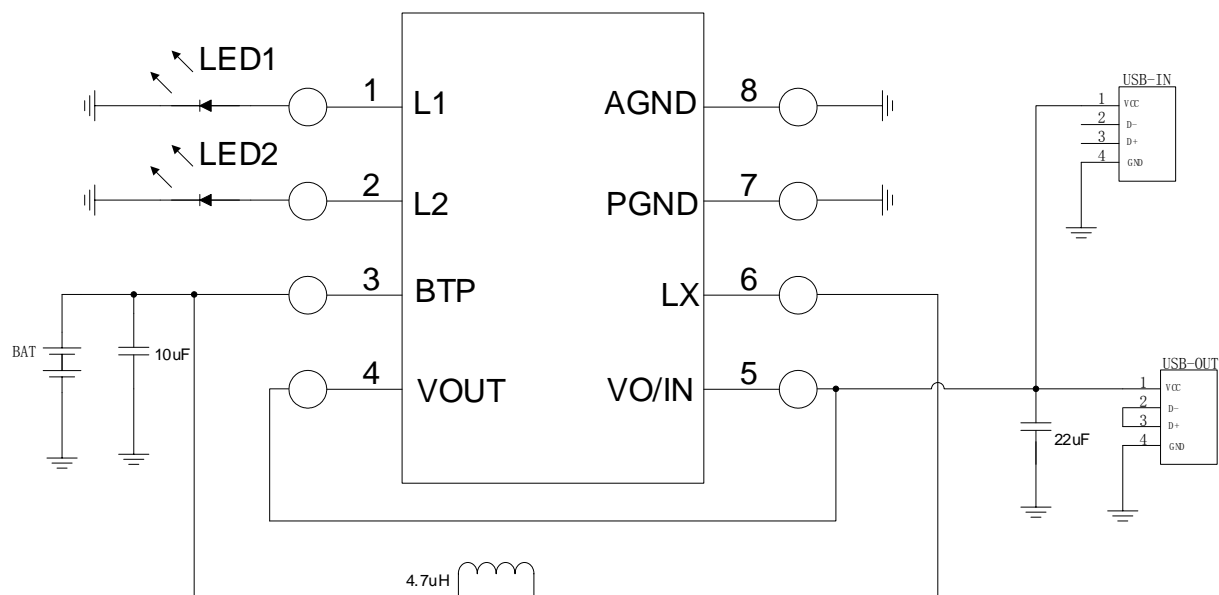 LED1
1
L1
LED2
2
L2
BAT
10uF
3
BTP
4
VOUT
AGND
8
PGND
7
LX
6
VO/IN
5
USB-IN
1 VCC
2 D-
3 D+
4 GND
USB-OUT
1 VCC
2 D-
3 D+
4 GND
22uF
4.7uH